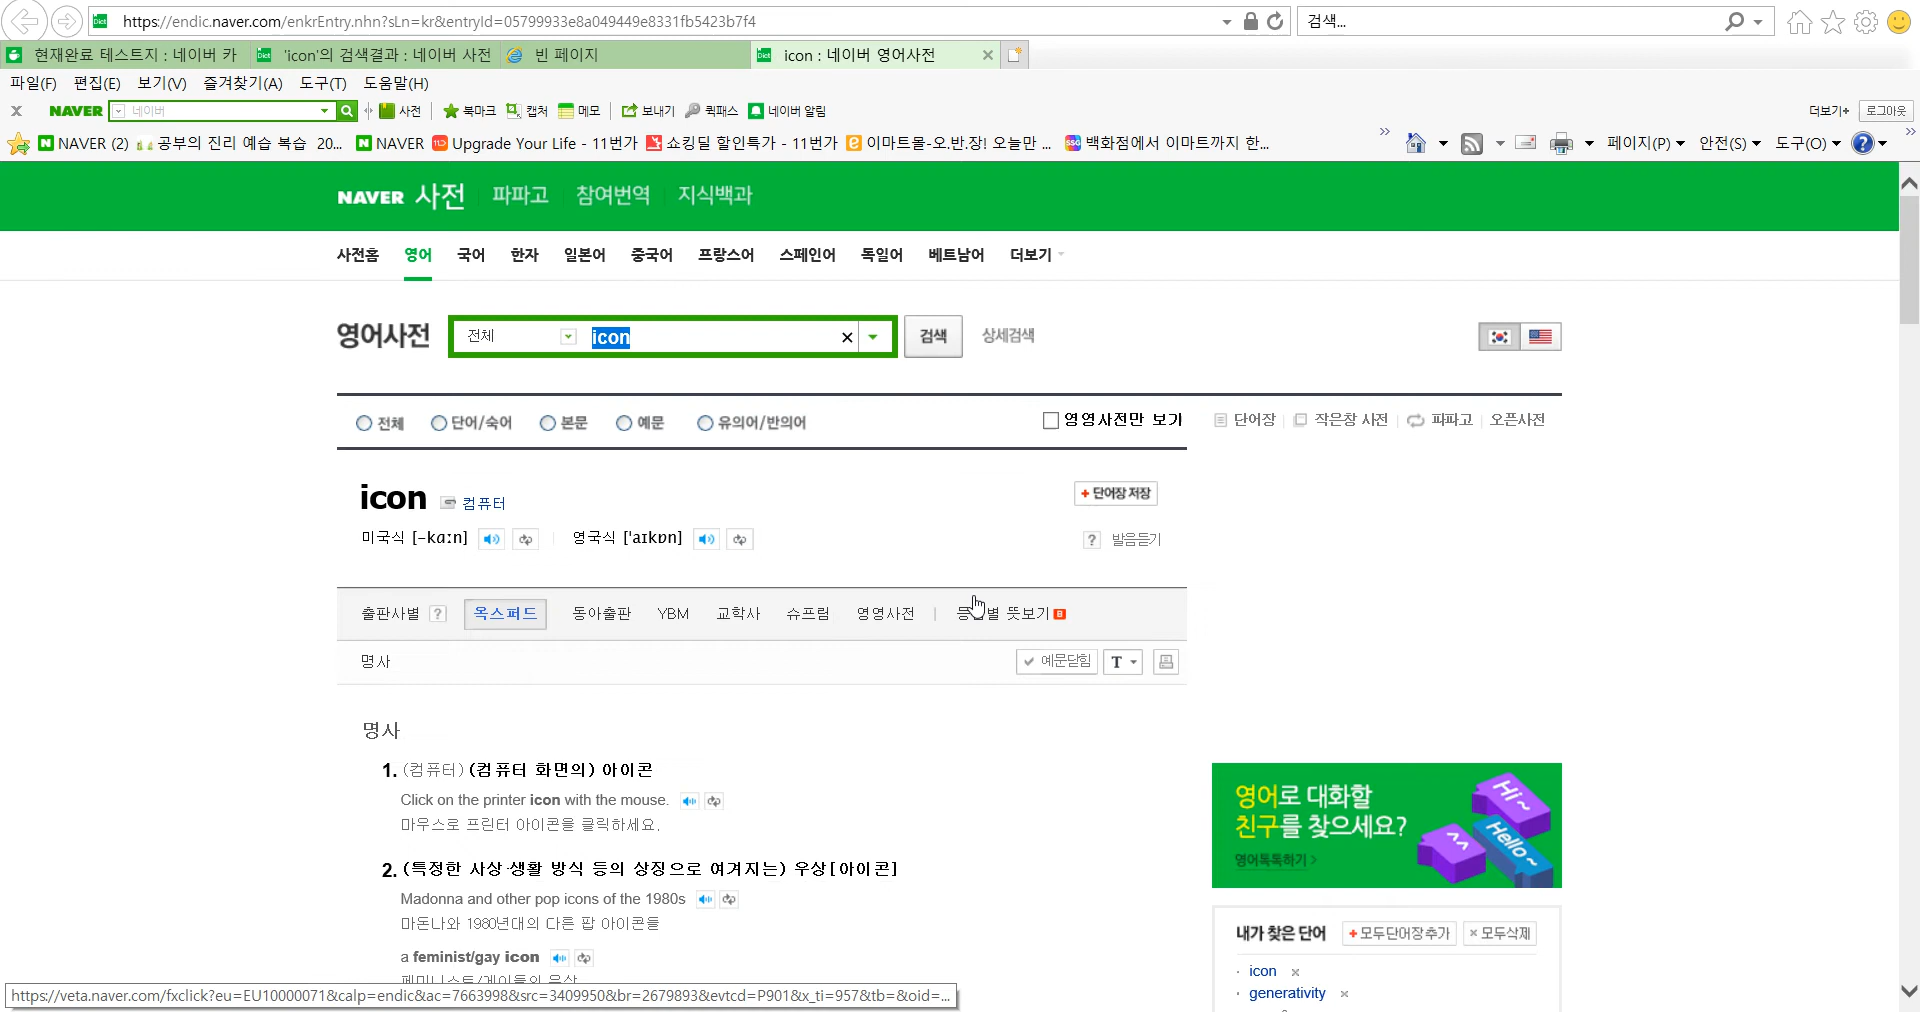 https://endic.naver.com/enkrEntry.nhn?sLn=kr&entryId=05799933e8a049449e8331fb5423b7f4
검색...
현재완료 테스트지 : 네이버 카
'icon'의 검색결과 : 네이버 사전
빈 페이지
icon : 네이버 영어사전
파일(F) 편집(E) 보기(V) 즐겨찾기(A) 도구(T) 도움말(H)
NAVER 네이버 사전 북마크 캡처 메모 보내기 퀵패스 네이버 알림 더보기+ 로그아웃
NAVER (2) 공부의 진리 예습 복습 20... NAVER Upgrade Your Life - 11번가 쇼킹딜 할인특가 - 11번가 이마트몰-오.반.장! 오늘만 ... 백화점에서 이마트까지 한... 페이지(P) 안전(S) 도구(O)
NAVER 사전 파파고 참여번역 지식백과
사전홈 영어 국어 한자 일본어 중국어 프랑스어 스페인어 독일어 베트남어 더보기
영어사전 전체 icon 검색 상세검색
전체 단어/숙어 본문 예문 유의어/반의어 영영사전만 보기 단어장 작은창 사전 파파고 오픈사전
icon 컴퓨터 + 단어장 저장
미국식 [-kɑːn] 영국식 [ˈaɪkɒn] ? 발음듣기
출판사별 ? 옥스퍼드 동아출판 YBM 교학사 슈프림 영영사전 | 별 뜻보기
명사 예문닫힘 T
명사
1. (컴퓨터) (컴퓨터 화면의) 아이콘
Click on the printer icon with the mouse.
마우스로 프린터 아이콘을 클릭하세요.
2. (특정한 사상·생활 방식 등의 상징으로 여겨지는) 우상[아이콘]
Madonna and other pop icons of the 1980s
마돈나와 1980년대의 다른 팝 아이콘들
a feminist/gay icon
페미니스트/게이들의 우상
영어로 대화할
친구를 찾으세요?
영어톡톡하기 >
Hi~
^^
Hello~
내가 찾은 단어 + 모두단어장추가 × 모두삭제
icon ×
generativity ×
https://veta.naver.com/fxclick?eu=EU10000071&calp=endic&ac=7663998&src=3409950&br=2679893&evtcd=P901&x_ti=957&tb=&oid=...